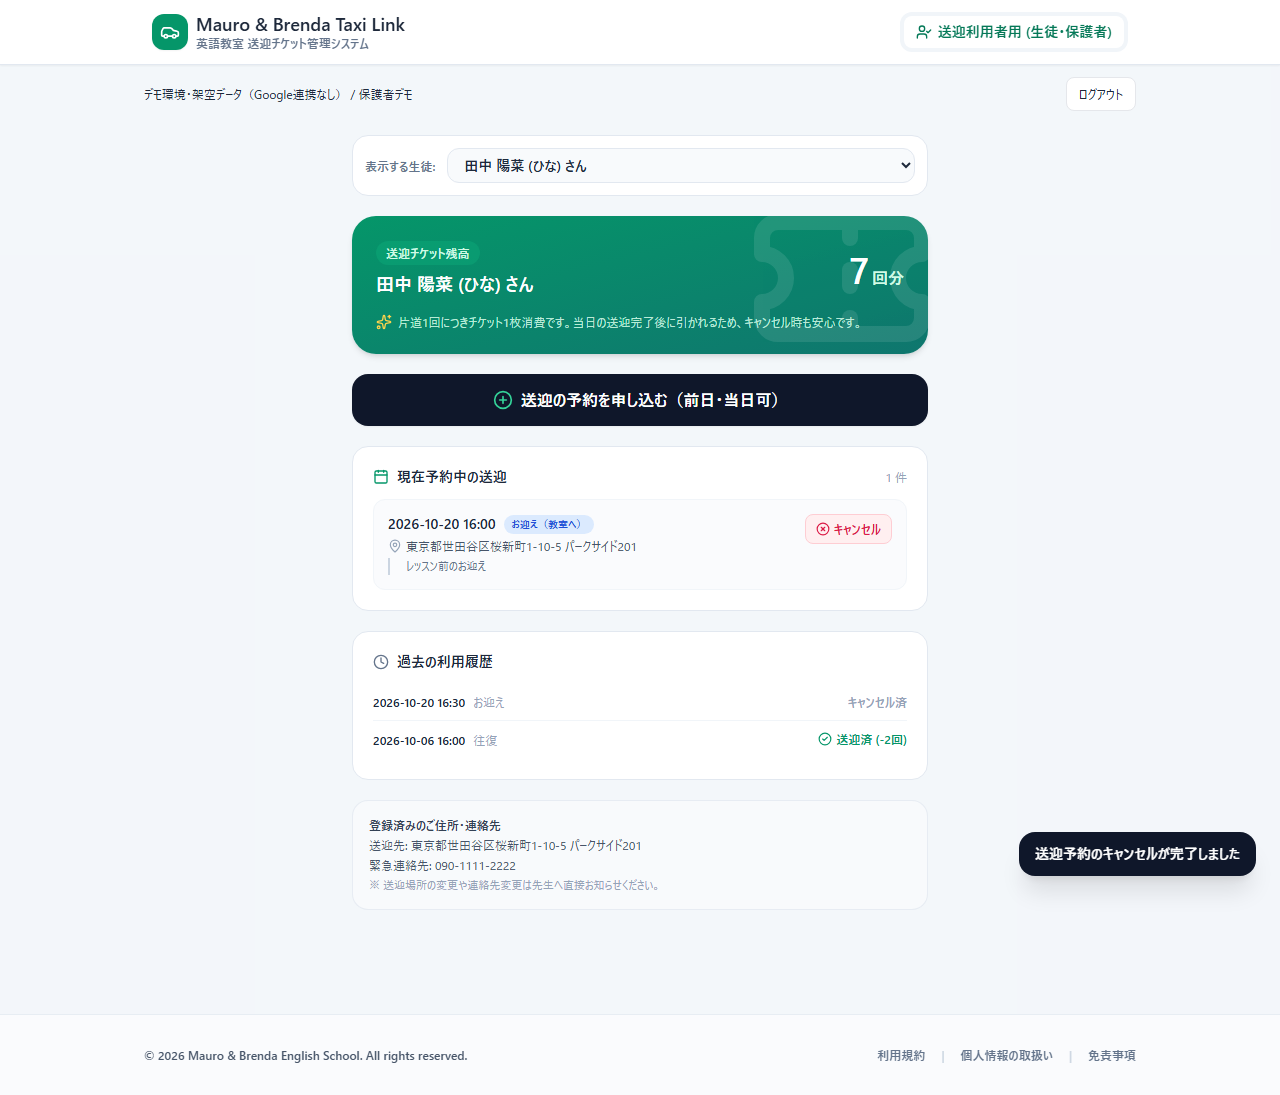 Mauro & Brenda Taxi Link
英語教室 送迎チケット管理システム
送迎利用者用 (生徒・保護者)
デモ環境・架空データ（Google連携なし） / 保護者デモ
ログアウト
表示する生徒:
田中 陽菜 (ひな) さん
送迎チケット残高
田中 陽菜 (ひな) さん
7 回分
片道1回につきチケット1枚消費です。当日の送迎完了後に引かれるため、キャンセル時も安心です。
送迎の予約を申し込む（前日・当日可）
現在予約中の送迎
1 件
2026-10-20 16:00 お迎え（教室へ）
キャンセル
東京都世田谷区桜新町1-10-5 パークサイド201
レッスン前のお迎え
過去の利用履歴
2026-10-20 16:30 お迎え
キャンセル済
2026-10-06 16:00 往復
送迎済 (-2回)
登録済みのご住所・連絡先
送迎先: 東京都世田谷区桜新町1-10-5 パークサイド201
緊急連絡先: 090-1111-2222
※ 送迎場所の変更や連絡先変更は先生へ直接お知らせください。
送迎予約のキャンセルが完了しました
© 2026 Mauro & Brenda English School. All rights reserved.
利用規約 | 個人情報の取扱い | 免責事項